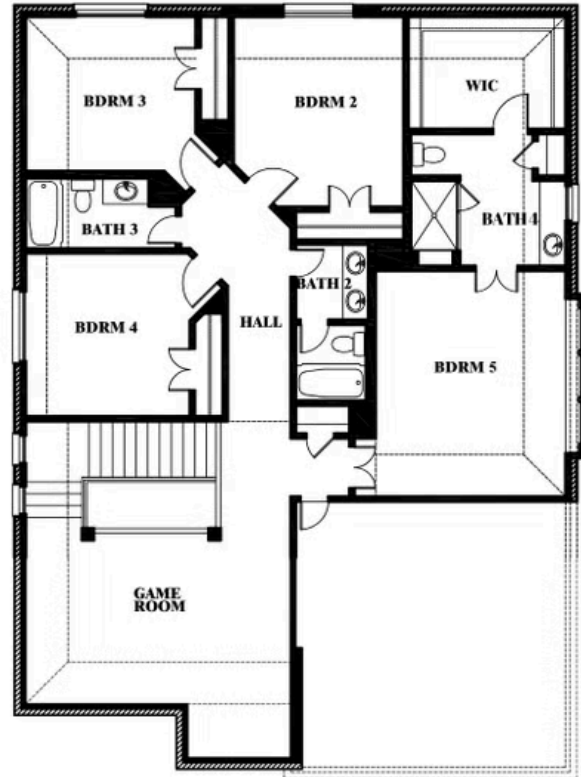 BDRM 3
BDRM 2
WIC
BATH 3
BATH 4
BATH 2
BDRM 4
HALL
BDRM 5
GAME
ROOM